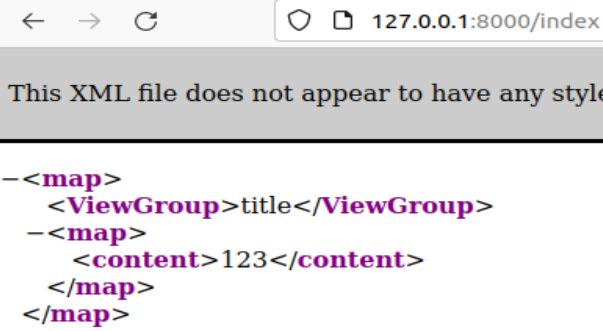 127.0.0.1:8000/index
This XML file does not appear to have any style
−<map>
<ViewGroup>title</ViewGroup>
−<map>
<content>123</content>
</map>
</map>